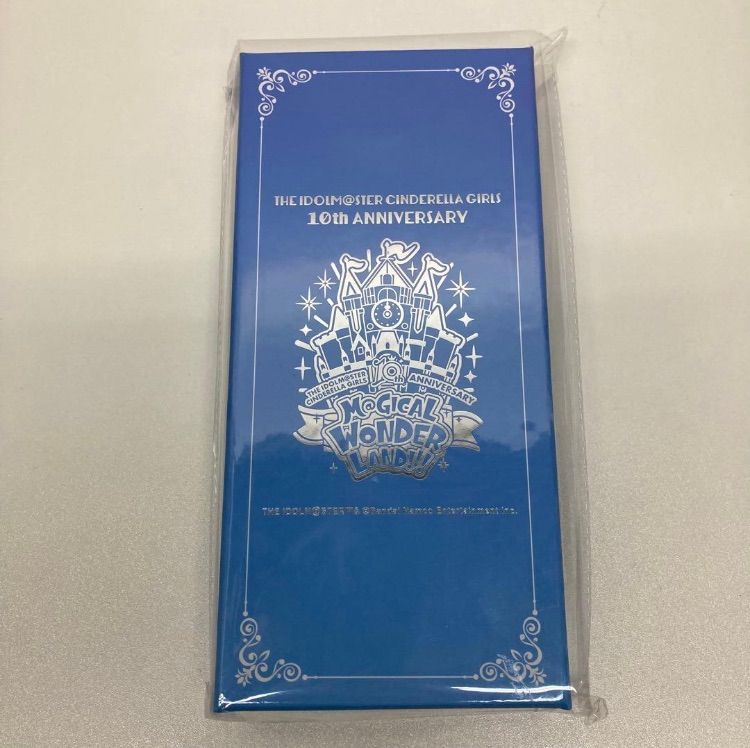 THE IDOLM@STER CINDERELLA GIRLS
10th ANNIVERSARY
THE IDOLM@STER
CINDERELLA GIRLS
10th
ANNIVERSARY
M@GICAL
WONDER
LAND!!!
THE IDOLM@STER™& ©Bandai Namco Entertainment Inc.